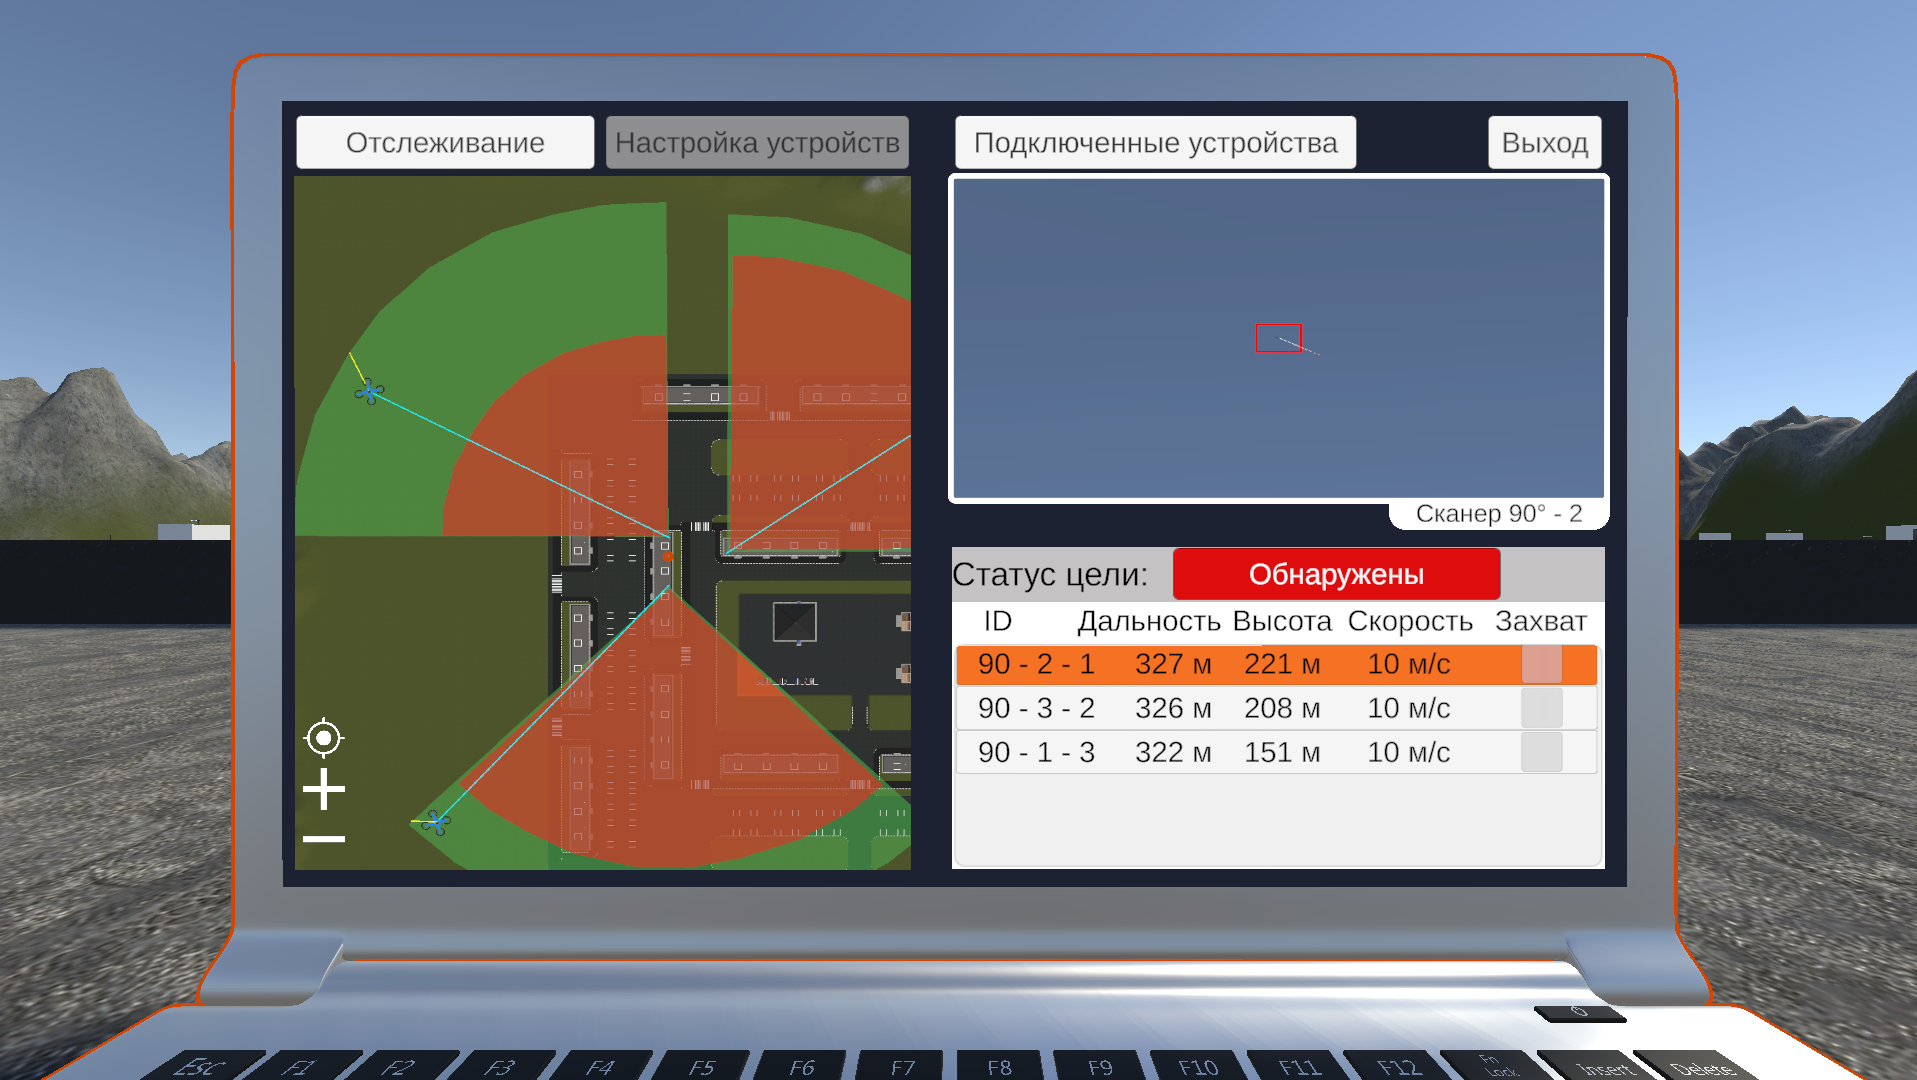 Отслеживание
Настройка устройств
Подключенные устройства
Выход
Сканер 90° - 2
Статус цели: Обнаружены
ID Дальность Высота Скорость Захват
90 - 2 - 1 327 м 221 м 10 м/с
90 - 3 - 2 326 м 208 м 10 м/с
90 - 1 - 3 322 м 151 м 10 м/с
Esc F1 F2 F3 F4 F5 F6 F7 F8 F9 F10 F11 F12 Fn Lock Insert Delete